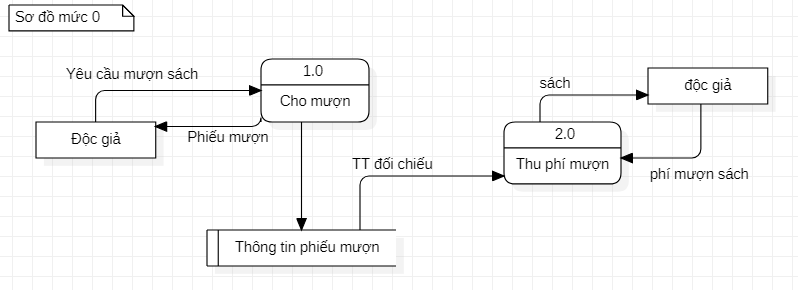 Sơ đồ mức 0
Yêu cầu mượn sách
1.0
Cho mượn
Độc giả
Phiếu mượn
Thông tin phiếu mượn
TT đối chiếu
sách
độc giả
2.0
Thu phí mượn
phí mượn sách